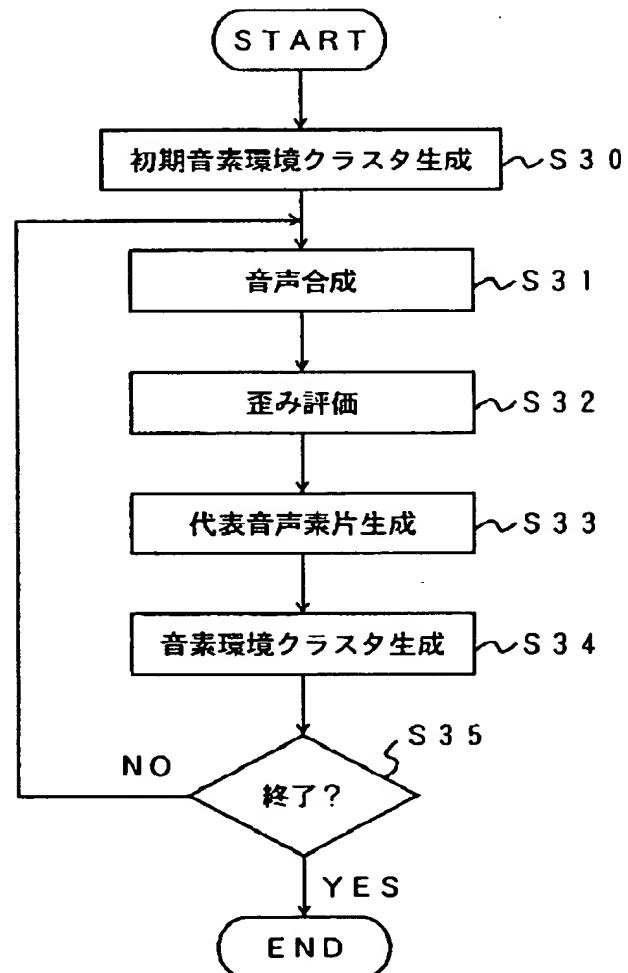 START
初期音素環境クラスタ生成 S30
音声合成 S31
歪み評価 S32
代表音声素片生成 S33
音素環境クラスタ生成 S34
S35
NO
終了?
YES
END